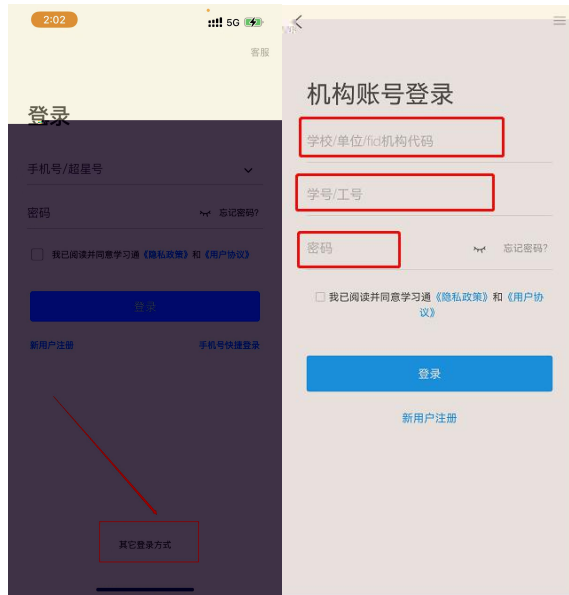 2:02
5G
客服
登录
手机号/超星号
密码
忘记密码?
我已阅读并同意学习通《隐私政策》和《用户协议》
登录
新用户注册
手机号快捷登录
其它登录方式
机构账号登录
学校/单位/fid机构代码
学号/工号
密码
忘记密码?
我已阅读并同意学习通《隐私政策》和《用户协
议》
登录
新用户注册